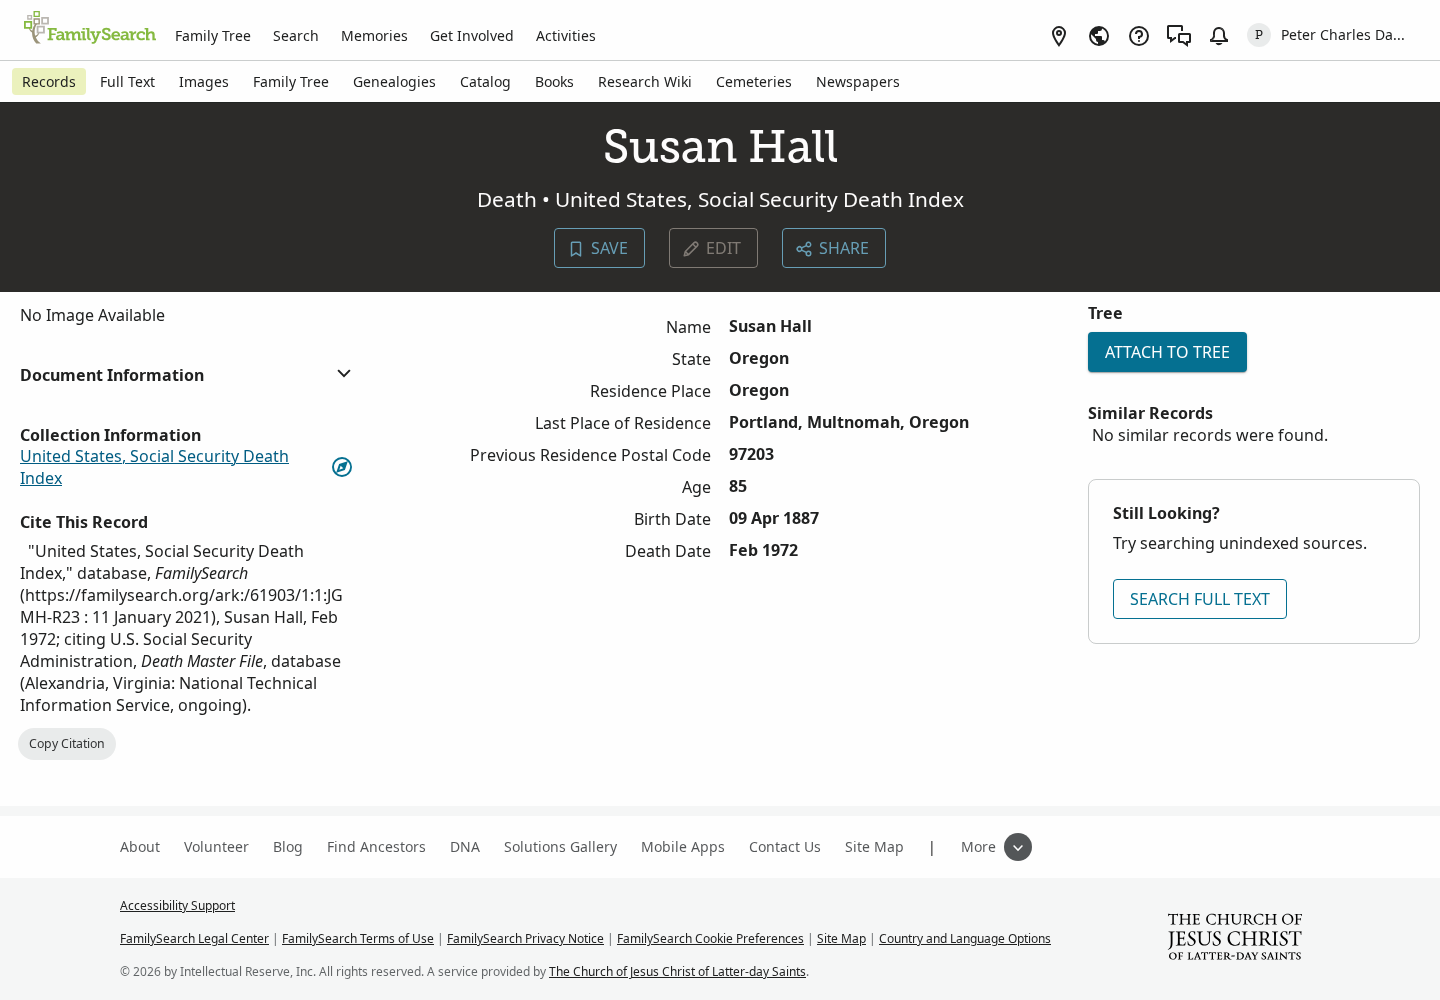 FamilySearch
Family Tree
Search
Memories
Get Involved
Activities
P
Peter Charles Da...
Records
Full Text
Images
Family Tree
Genealogies
Catalog
Books
Research Wiki
Cemeteries
Newspapers
Susan Hall
Death • United States, Social Security Death Index
SAVE
EDIT
SHARE
No Image Available
Document Information
Collection Information
United States, Social Security Death
Index
Cite This Record
"United States, Social Security Death
Index," database, FamilySearch
(https://familysearch.org/ark:/61903/1:1:JG
MH-R23 : 11 January 2021), Susan Hall, Feb
1972; citing U.S. Social Security
Administration, Death Master File, database
(Alexandria, Virginia: National Technical
Information Service, ongoing).
Copy Citation
Name Susan Hall
State Oregon
Residence Place Oregon
Last Place of Residence Portland, Multnomah, Oregon
Previous Residence Postal Code 97203
Age 85
Birth Date 09 Apr 1887
Death Date Feb 1972
Tree
ATTACH TO TREE
Similar Records
No similar records were found.
Still Looking?
Try searching unindexed sources.
SEARCH FULL TEXT
About
Volunteer
Blog
Find Ancestors
DNA
Solutions Gallery
Mobile Apps
Contact Us
Site Map
|
More
Accessibility Support
FamilySearch Legal Center | FamilySearch Terms of Use | FamilySearch Privacy Notice | FamilySearch Cookie Preferences | Site Map | Country and Language Options
© 2026 by Intellectual Reserve, Inc. All rights reserved. A service provided by The Church of Jesus Christ of Latter-day Saints.
THE CHURCH OF
JESUS CHRIST
OF LATTER-DAY SAINTS